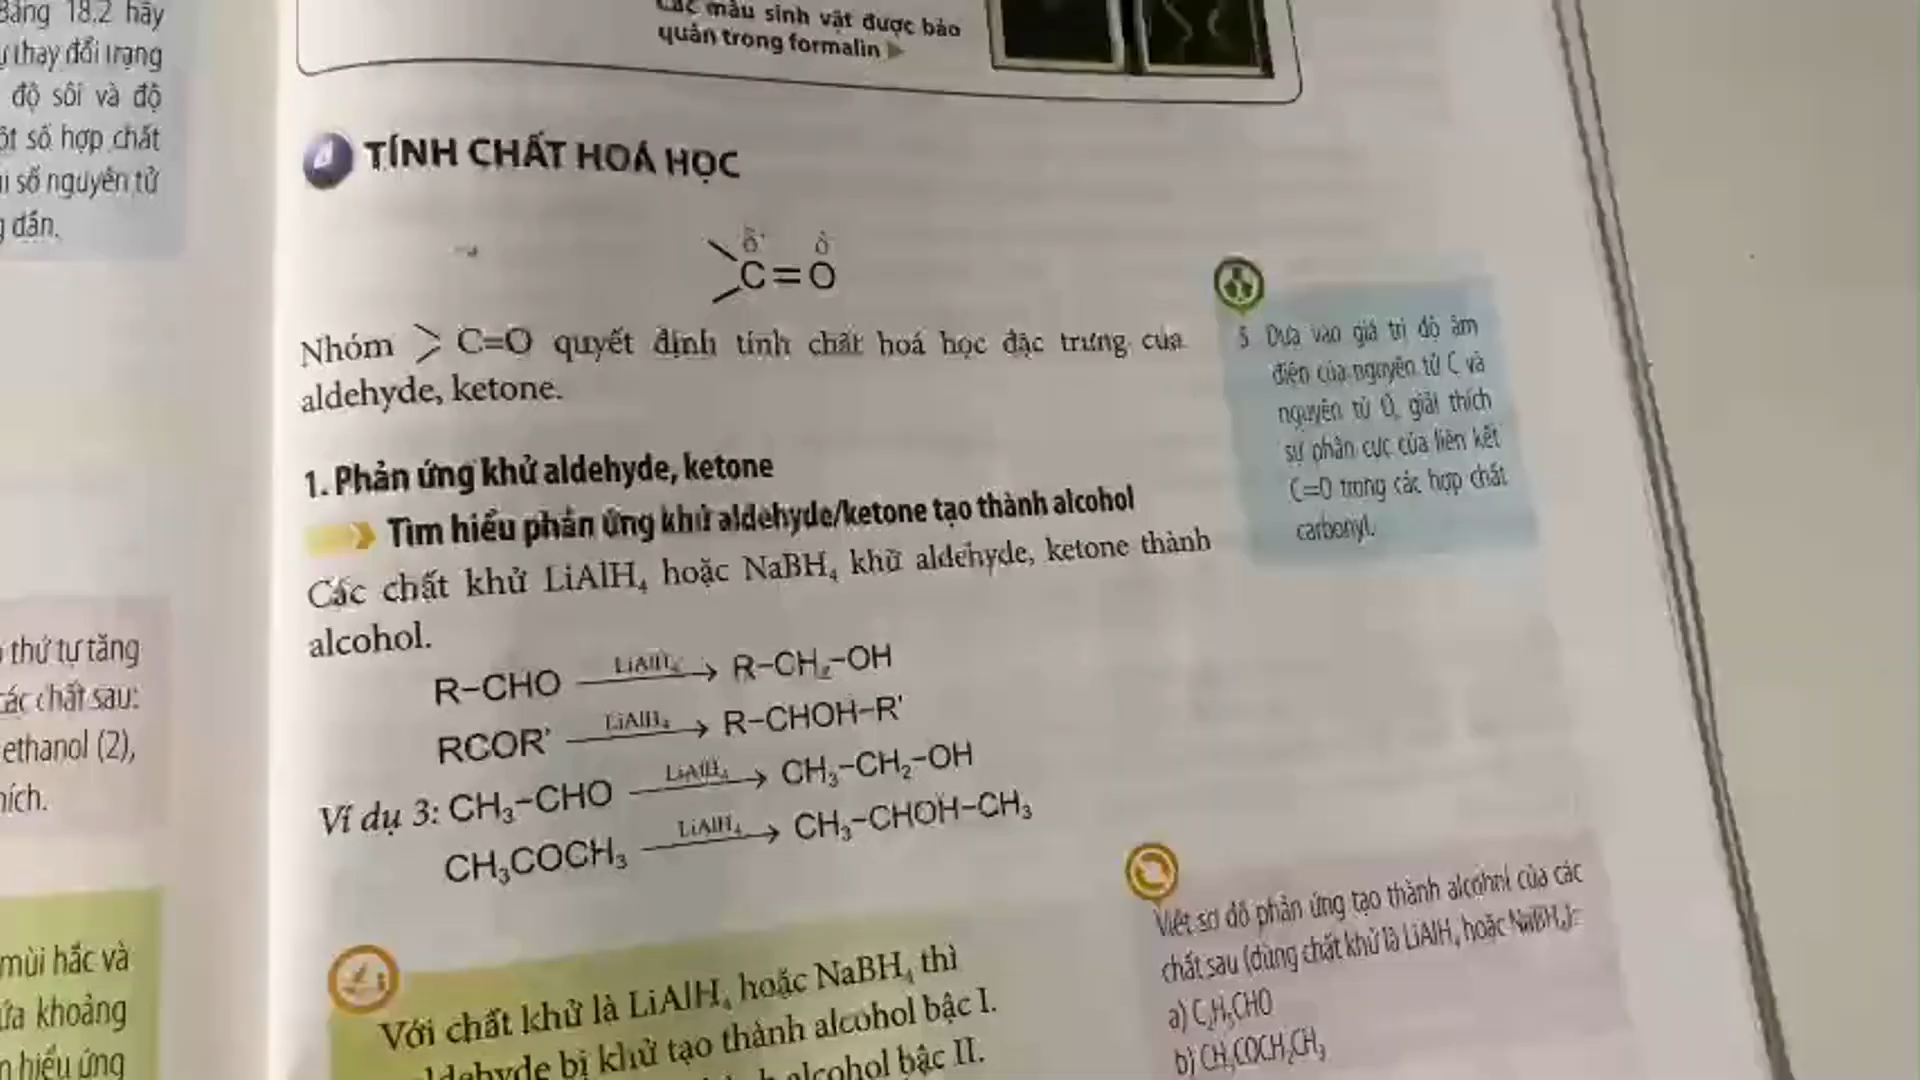 Bảng 18.2 hãy
thay đổi trạng
độ sôi và độ
số hợp chất
số nguyên tử
dần.
thứ tự tăng
các chất sau:
ethanol (2),
mùi hắc và
khoảng
hiểu ứng
Các mẫu sinh vật được bảo
quản trong formalin
4 TÍNH CHẤT HOÁ HỌC
δ+ δ-
C=O
Nhóm >C=O quyết định tính chất hoá học đặc trưng của
aldehyde, ketone.
1. Phản ứng khử aldehyde, ketone
Tìm hiểu phản ứng khử aldehyde/ketone tạo thành alcohol
Các chất khử LiAlH₄ hoặc NaBH₄ khử aldehyde, ketone thành
alcohol.
R–CHO —LiAlH₄→ R–CH₂–OH
RCOR' —LiAlH₄→ R–CHOH–R'
Ví dụ 3: CH₃–CHO —LiAlH₄→ CH₃–CH₂–OH
CH₃COCH₃ —LiAlH₄→ CH₃–CHOH–CH₃
Với chất khử là LiAlH₄ hoặc NaBH₄ thì
aldehyde bị khử tạo thành alcohol bậc I.
alcohol bậc II.
5 Dựa vào giá trị độ âm
điện của nguyên tử C và
nguyên tử O, giải thích
sự phân cực của liên kết
C=O trong các hợp chất
carbonyl.
Viết sơ đồ phản ứng tạo thành alcohol của các
chất sau (dùng chất khử là LiAlH₄ hoặc NaBH₄):
a) C₂H₅CHO
b) CH₃COCH₂CH₃